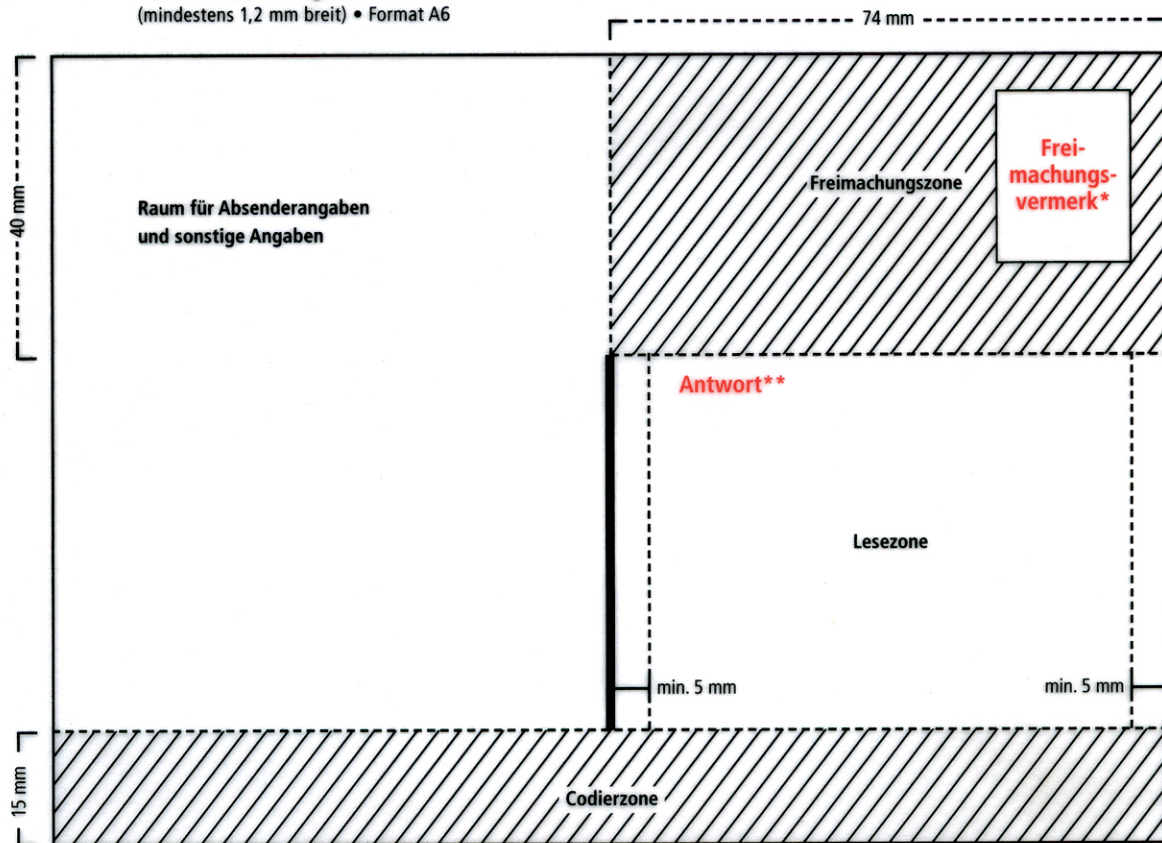 (mindestens 1,2 mm breit) • Format A6
74 mm
40 mm
Raum für Absenderangaben
und sonstige Angaben
Freimachungszone
Frei-
machungs-
vermerk*
Antwort**
Lesezone
min. 5 mm
min. 5 mm
15 mm
Codierzone